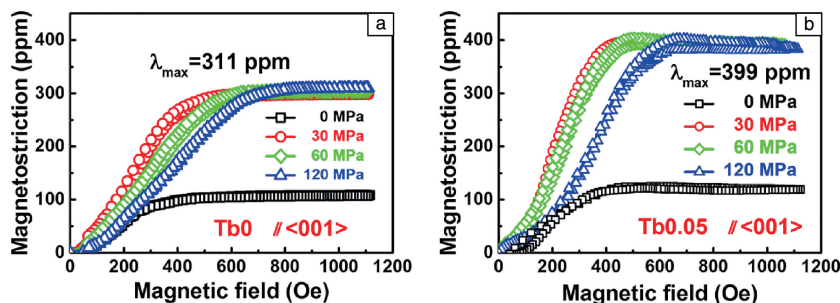 a
λmax=311 ppm
0 MPa
30 MPa
60 MPa
120 MPa
Tb0 // <001>
Magnetostriction (ppm)
400
300
200
100
0
0 200 400 600 800 1000
Magnetic field (Oe)
b
λmax=399 ppm
0 MPa
30 MPa
60 MPa
120 MPa
Tb0.05 // <001>
Magnetostriction (ppm)
400
300
200
100
0
0 200 400 600 800 1000 1200
Magnetic field (Oe)